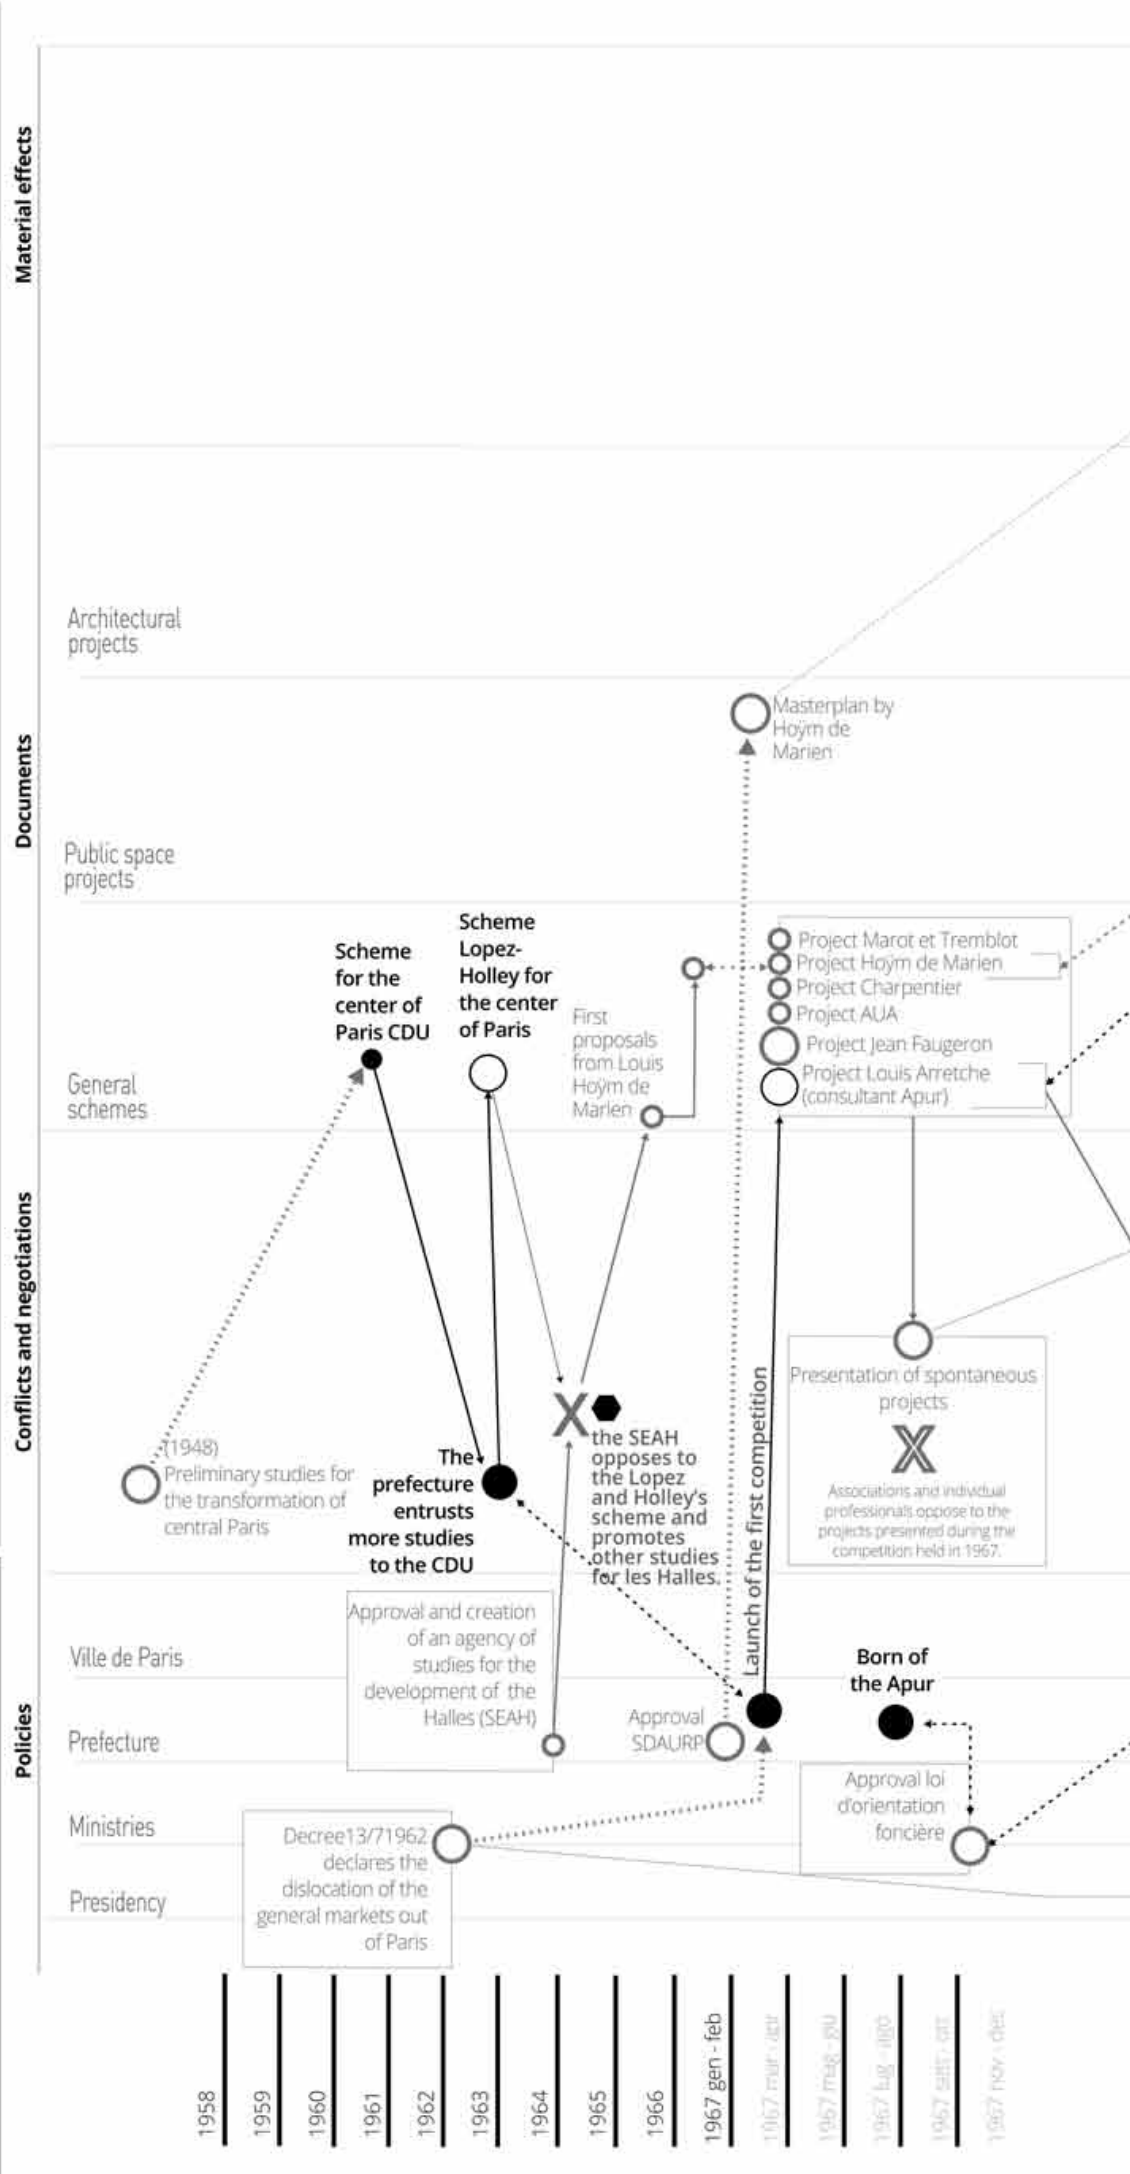 Material effects
Architectural
projects
Masterplan by
Hoÿm de
Marien
Documents
Public space
projects
Scheme
for the
center of
Paris CDU
Scheme
Lopez-
Holley for
the center
of Paris
First
proposals
from Louis
Hoÿm de
Marien
Project Marot et Tremblot
Project Hoÿm de Marien
Project Charpentier
Project AUA
Project Jean Faugeron
Project Louis Arretche
(consultant Apur)
General
schemes
Conflicts and negotiations
(1948)
Preliminary studies for
the transformation of
central Paris
The
prefecture
entrusts
more studies
to the CDU
X
the SEAH
opposes to
the Lopez
and Holley's
scheme and
promotes
other studies
for les Halles.
Launch of the first competition
Presentation of spontaneous
projects
X
Associations and individual
professionals oppose to the
projects presented during the
competition held in 1967.
Policies
Ville de Paris
Approval and creation
of an agency of
studies for the
development of the
Halles (SEAH)
Born of
the Apur
Prefecture
Approval
SDAURP
Approval loi
d'orientation
foncière
Ministries
Decree13/71962
declares the
dislocation of the
general markets out
of Paris
Presidency
1958
1959
1960
1961
1962
1963
1964
1965
1966
1967 gen - feb
1967 mar - apr
1967 mag - giu
1967 lug - ago
1967 set - ott
1967 nov - dec